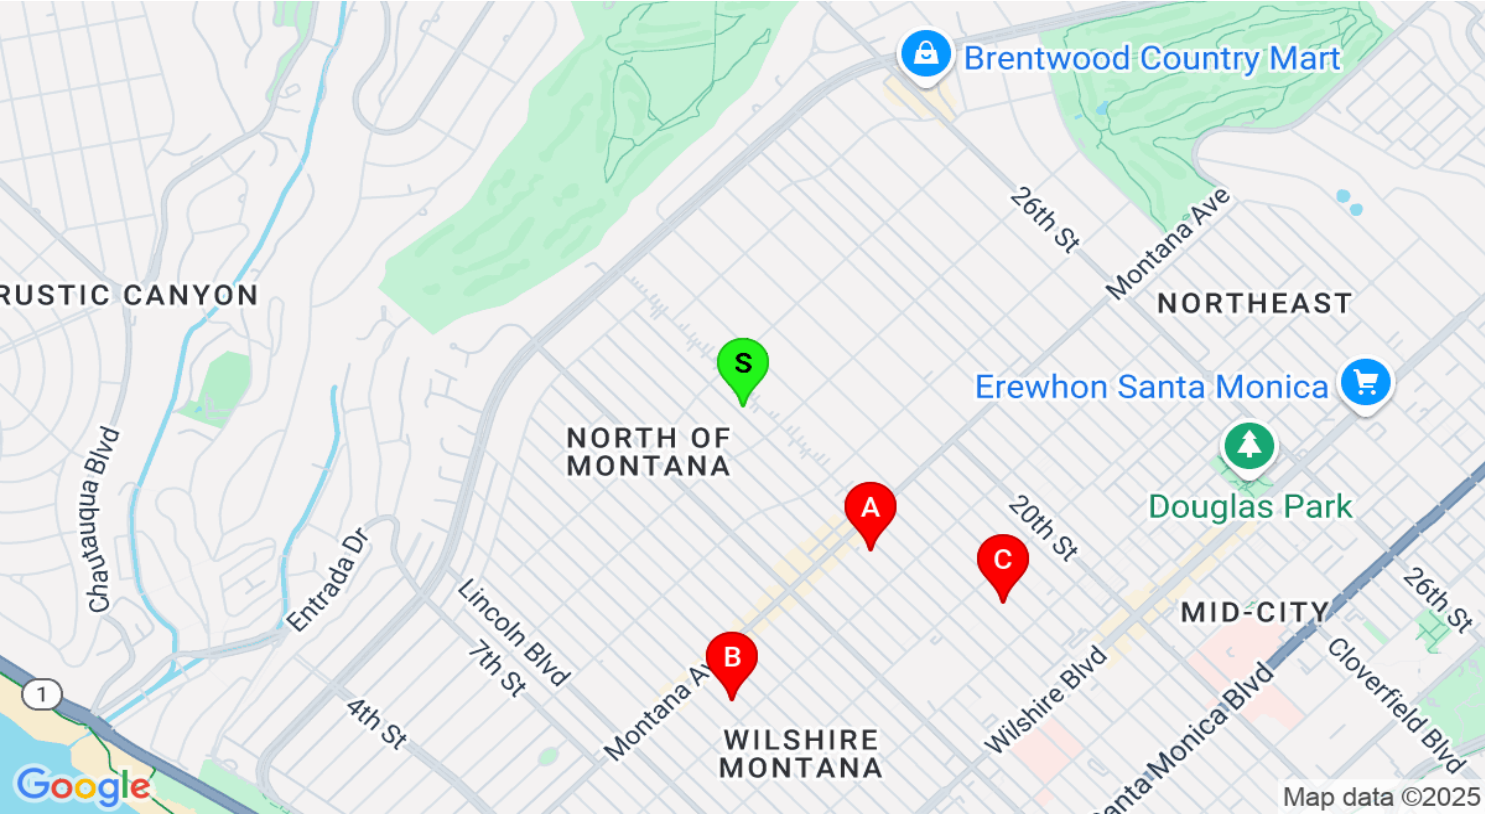 Brentwood Country Mart
26th St
Montana Ave
RUSTIC CANYON
NORTHEAST
S
Erewhon Santa Monica
NORTH OF
MONTANA
Chautauqua Blvd
A
Douglas Park
20th St
C
Entrada Dr
26th St
MID-CITY
Lincoln Blvd
7th St
B
Montana Av
Wilshire Blvd
Cloverfield Blvd
1
4th St
WILSHIRE
MONTANA
anta Monica Blvd
Google
Map data ©2025